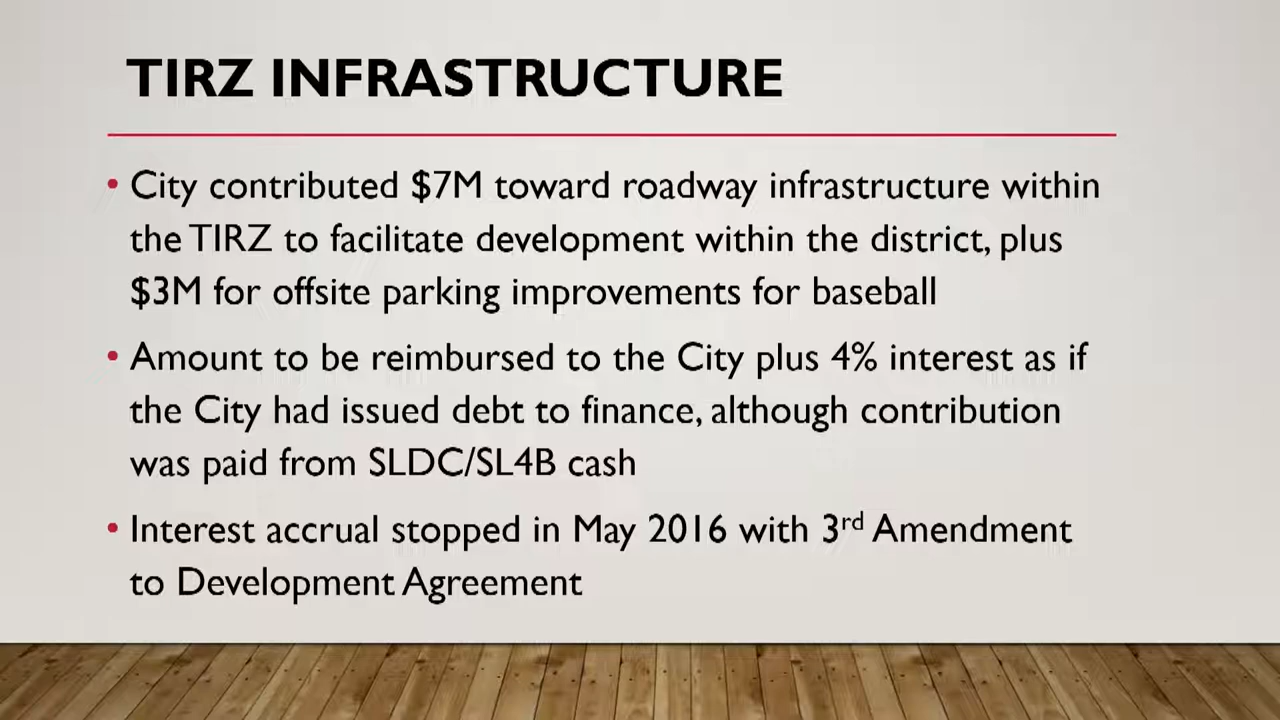 TIRZ INFRASTRUCTURE
• City contributed $7M toward roadway infrastructure within
the TIRZ to facilitate development within the district, plus
$3M for offsite parking improvements for baseball
• Amount to be reimbursed to the City plus 4% interest as if
the City had issued debt to finance, although contribution
was paid from SLDC/SL4B cash
• Interest accrual stopped in May 2016 with 3rd Amendment
to Development Agreement